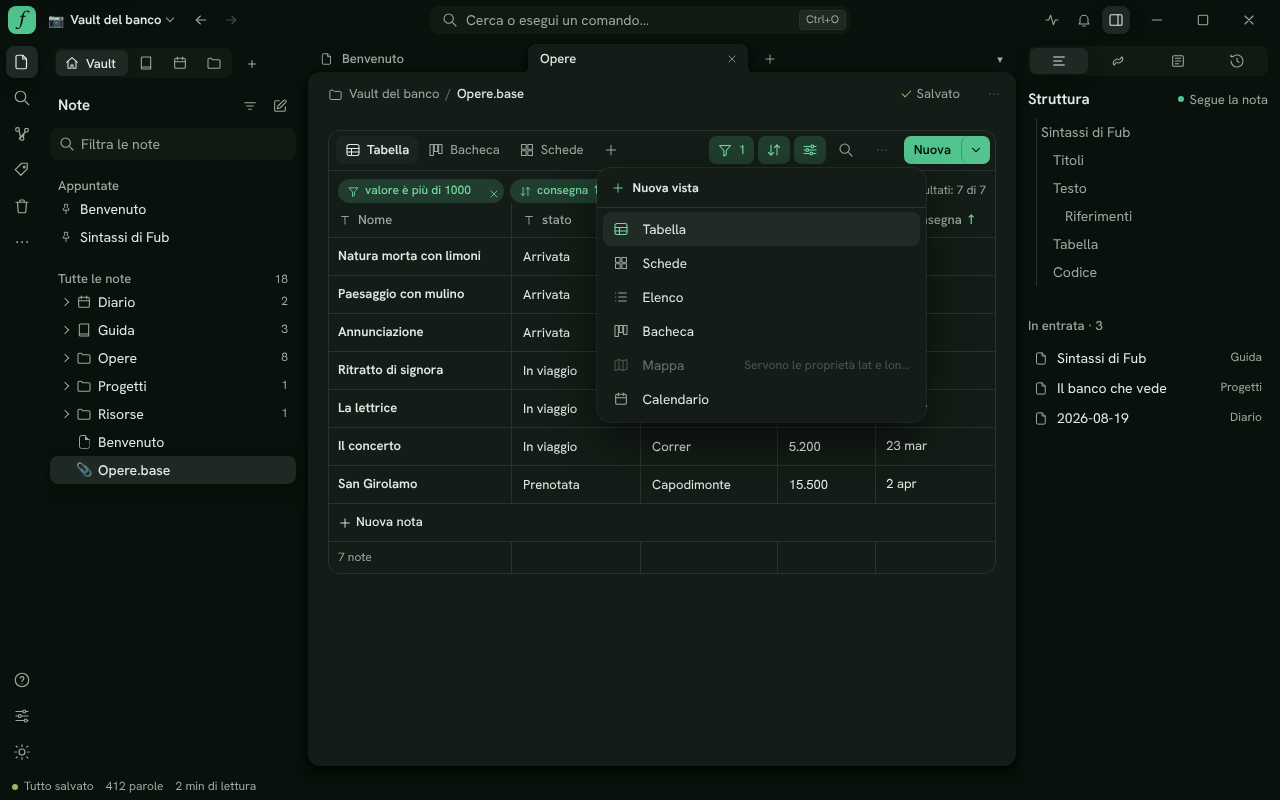 Vault del banco
Cerca o esegui un comando...
Ctrl+O
Vault
Benvenuto
Opere
Note
Filtra le note
Appuntate
Benvenuto
Sintassi di Fub
Tutte le note 18
Diario 2
Guida 3
Opere 8
Progetti 1
Risorse 1
Benvenuto
Opere.base
Tutto salvato 412 parole 2 min di lettura
Vault del banco / Opere.base
Salvato
Tabella
Bacheca
Schede
1
Nuova
valore è più di 1000
consegna
ultati: 7 di 7
Nome stato segna ↑
Natura morta con limoni Arrivata
Paesaggio con mulino Arrivata
Annunciazione Arrivata
Ritratto di signora In viaggio
La lettrice In viaggio
Il concerto In viaggio Correr 5.200 23 mar
San Girolamo Prenotata Capodimonte 15.500 2 apr
Nuova nota
7 note
Nuova vista
Tabella
Schede
Elenco
Bacheca
Mappa Servono le proprietà lat e lon...
Calendario
Struttura
Segue la nota
Sintassi di Fub
Titoli
Testo
Riferimenti
Tabella
Codice
In entrata · 3
Sintassi di Fub Guida
Il banco che vede Progetti
2026-08-19 Diario